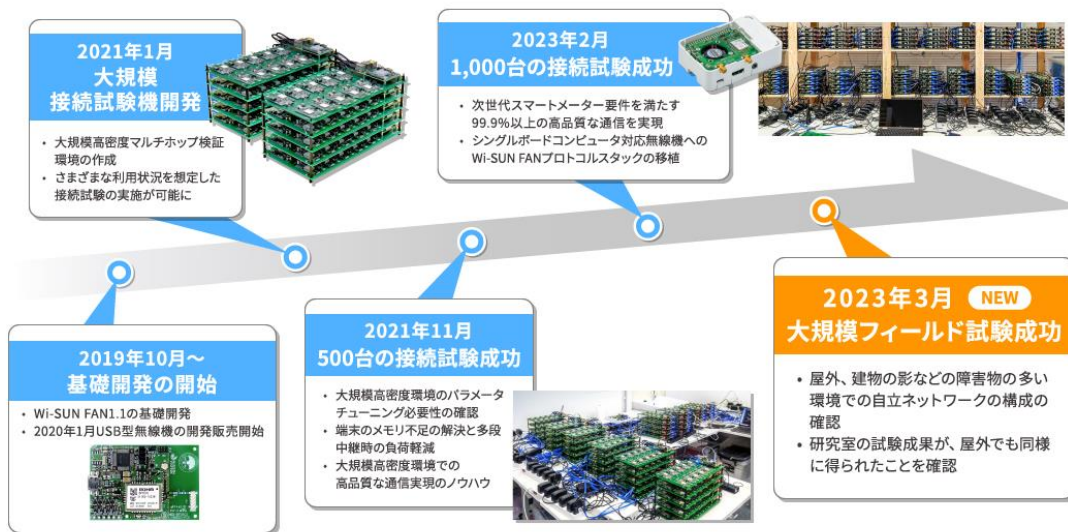 2021年1月
大規模
接続試験機開発
• 大規模高密度マルチホップ検証
環境の作成
• さまざまな利用状況を想定した
接続試験の実施が可能に
2023年2月
1,000台の接続試験成功
• 次世代スマートメーター要件を満たす
99.9%以上の高品質な通信を実現
• シングルボードコンピュータ対応無線機への
Wi-SUN FANプロトコルスタックの移植
2019年10月～
基礎開発の開始
• Wi-SUN FAN1.1の基礎開発
• 2020年1月USB型無線機の開発販売開始
2021年11月
500台の接続試験成功
• 大規模高密度環境のパラメータ
チューニング必要性の確認
• 端末のメモリ不足の解決と多段
中継時の負荷軽減
• 大規模高密度環境での
高品質な通信実現のノウハウ
2023年3月 NEW
大規模フィールド試験成功
• 屋外、建物の影などの障害物の多い
環境での自立ネットワークの構成の
確認
• 研究室の試験成果が、屋外でも同様
に得られたことを確認